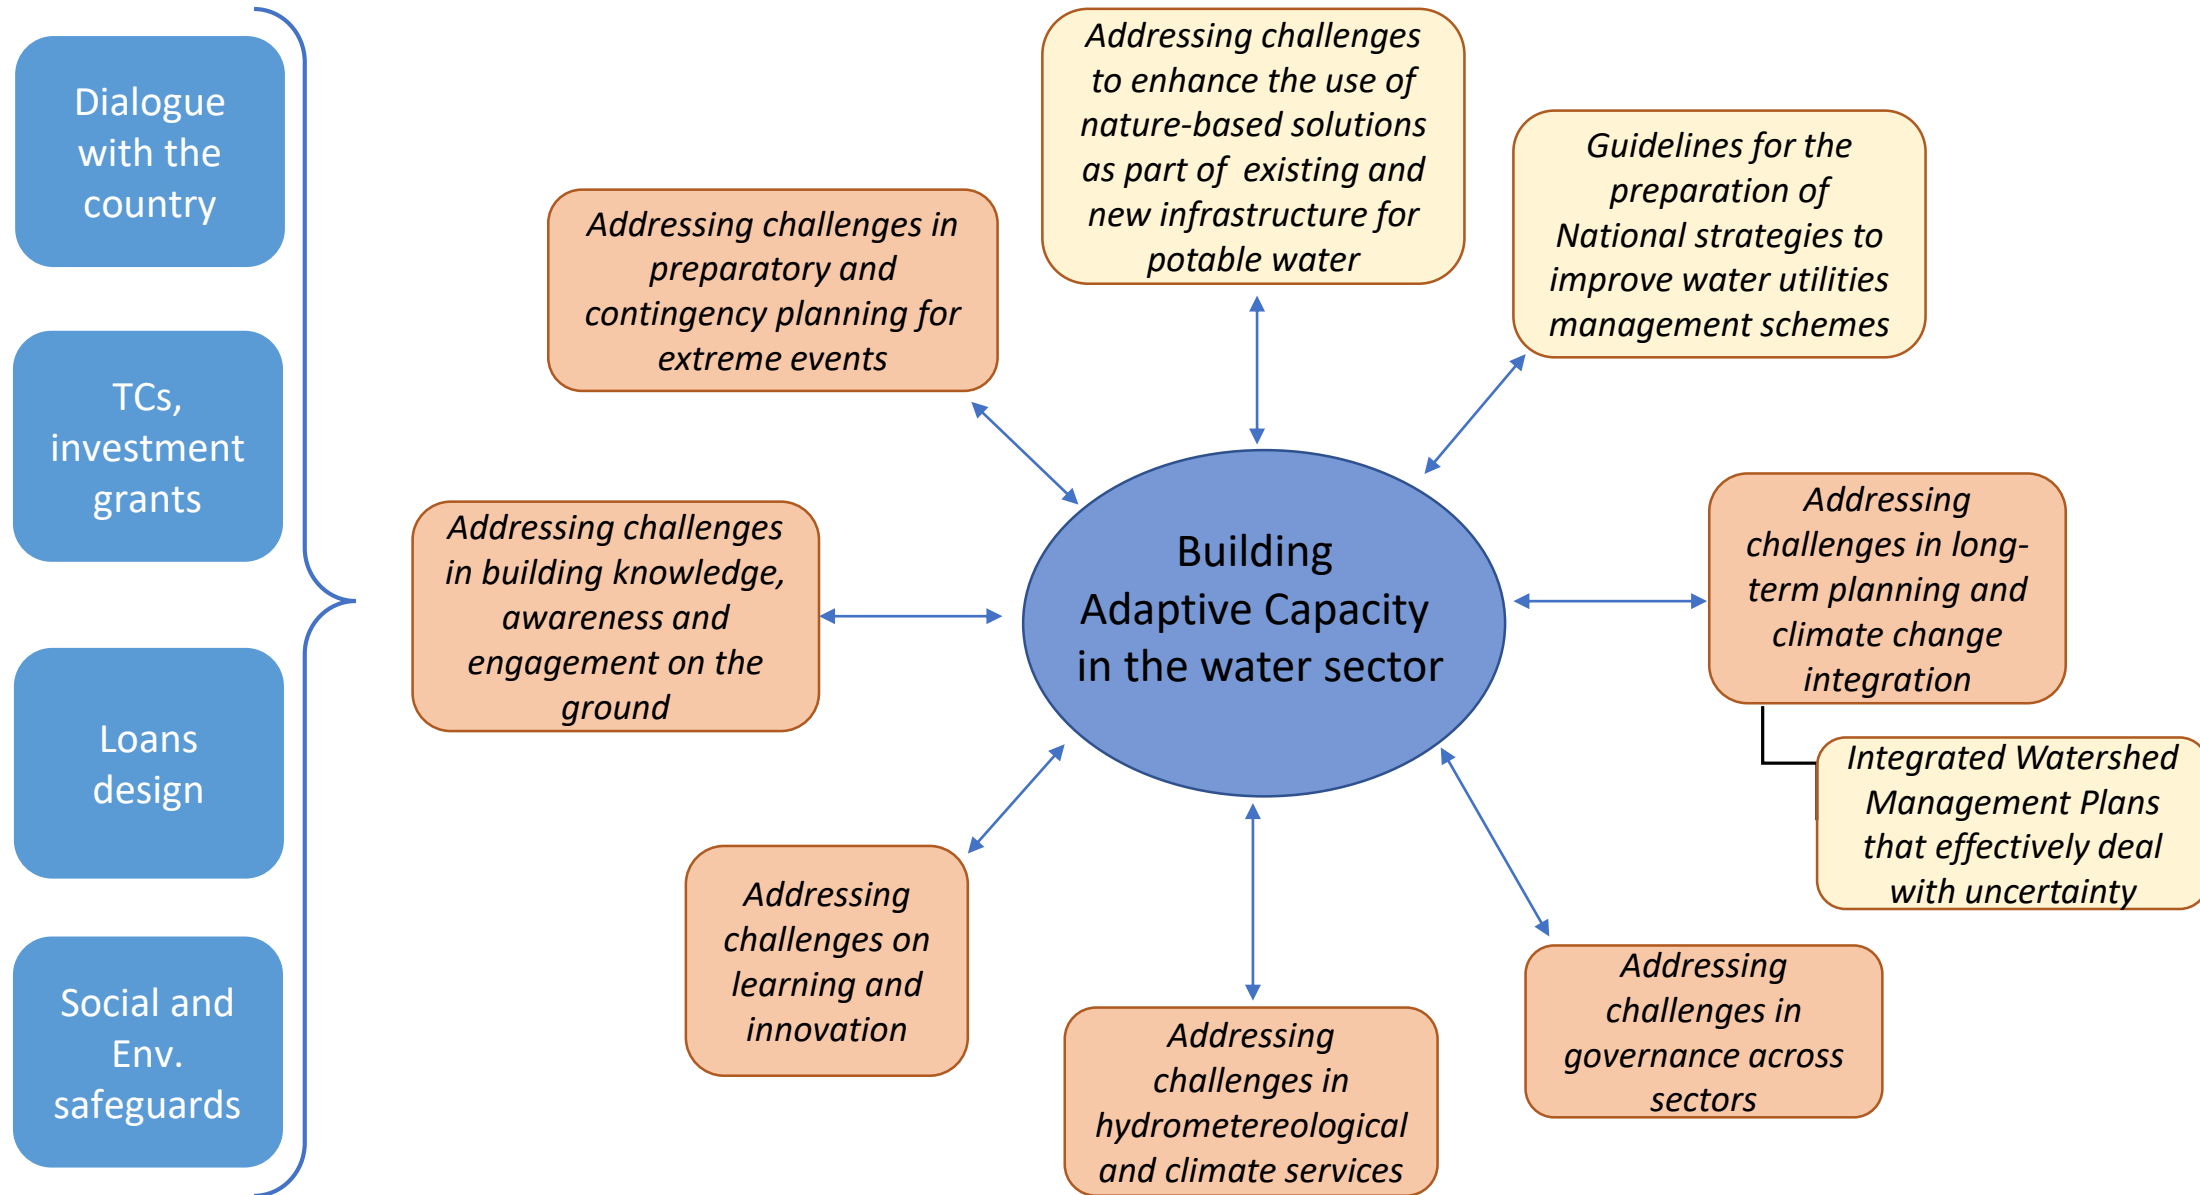 Dialogue
with the
country
TCs,
investment
grants
Loans
design
Social and
Env.
safeguards
Addressing challenges
to enhance the use of
nature-based solutions
as part of existing and
new infrastructure for
potable water
Guidelines for the
preparation of
National strategies to
improve water utilities
management schemes
Addressing challenges in
preparatory and
contingency planning for
extreme events
Addressing
challenges in long-
term planning and
climate change
integration
Addressing challenges
in building knowledge,
awareness and
engagement on the
ground
Building
Adaptive Capacity
in the water sector
Integrated Watershed
Management Plans
that effectively deal
with uncertainty
Addressing
challenges on
learning and
innovation
Addressing
challenges in
governance across
sectors
Addressing
challenges in
hydrometereological
and climate services